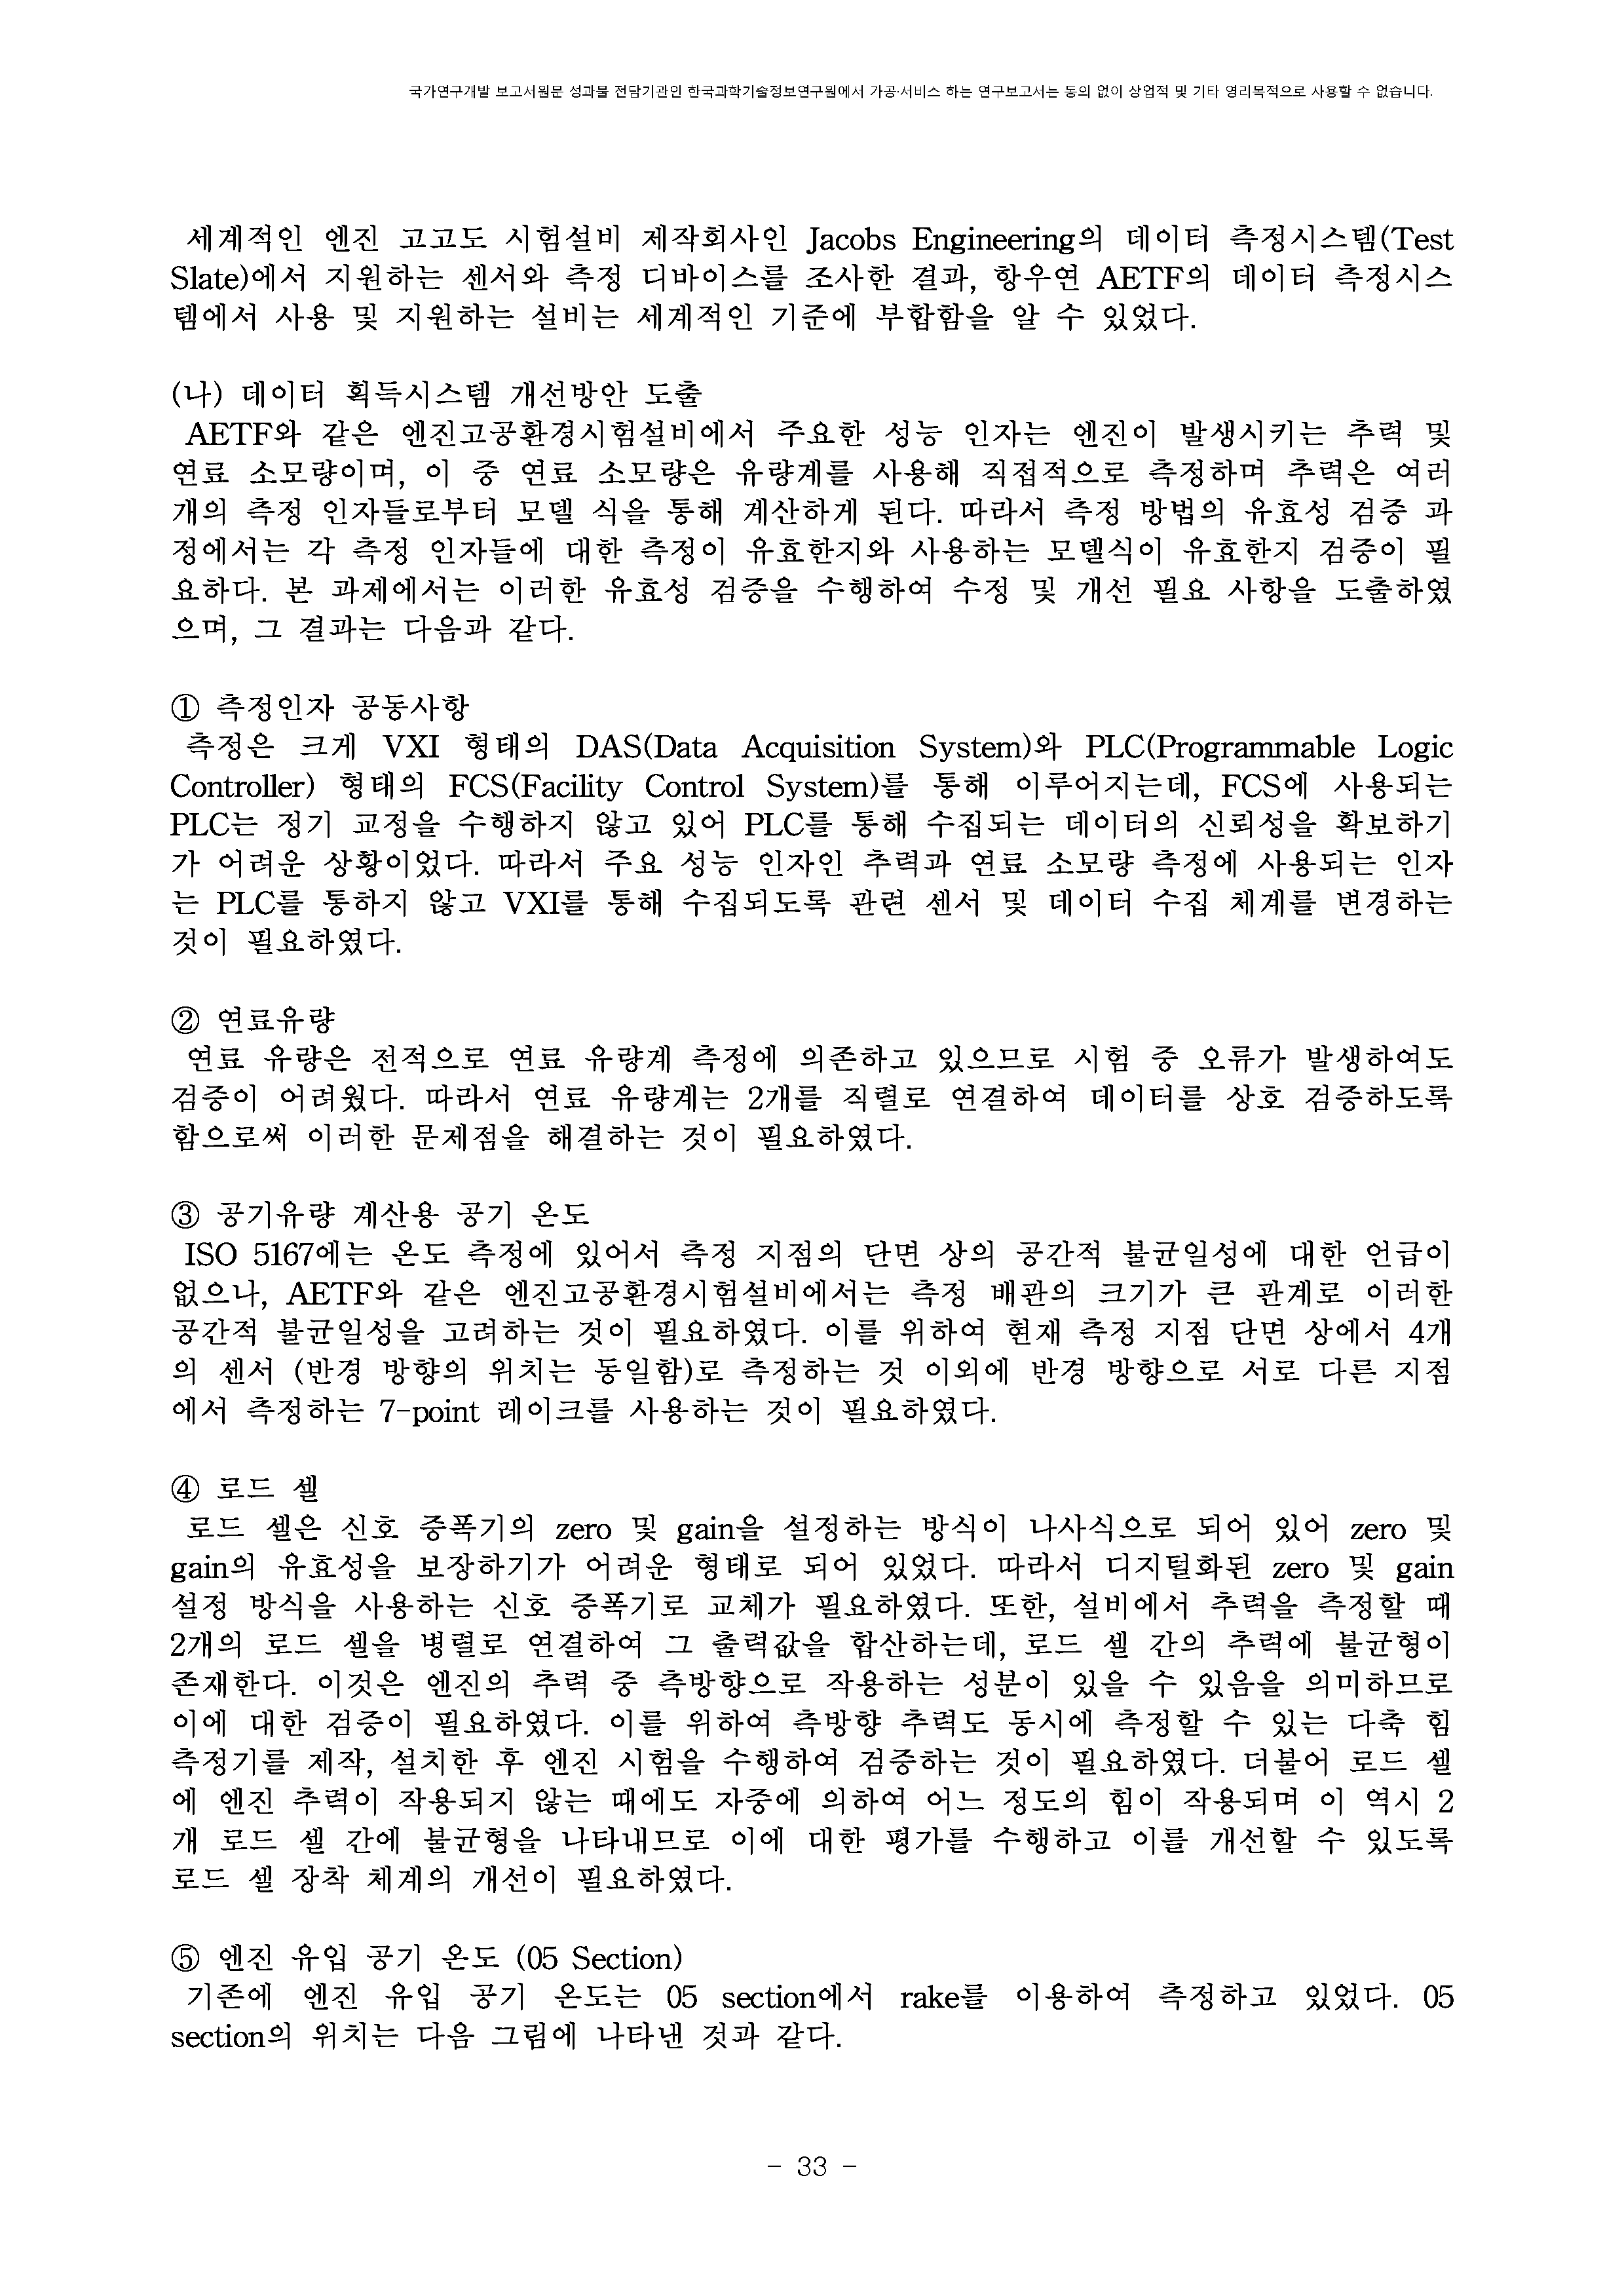 국가연구개발 보고서원문 성과물 전담기관인 한국과학기술정보연구원에서 가공·서비스 하는 연구보고서는 동의 없이 상업적 및 기타 영리목적으로 사용할 수 없습니다.
세계적인 엔진 고고도 시험설비 제작회사인 Jacobs Engineering의 데이터 측정시스템(Test
Slate)에서 지원하는 센서와 측정 디바이스를 조사한 결과, 항우연 AETF의 데이터 측정시스
템에서 사용 및 지원하는 설비는 세계적인 기준에 부합함을 알 수 있었다.
(나) 데이터 획득시스템 개선방안 도출
AETF와 같은 엔진고공환경시험설비에서 주요한 성능 인자는 엔진이 발생시키는 추력 및
연료 소모량이며, 이 중 연료 소모량은 유량계를 사용해 직접적으로 측정하며 추력은 여러
개의 측정 인자들로부터 모델 식을 통해 계산하게 된다. 따라서 측정 방법의 유효성 검증 과
정에서는 각 측정 인자들에 대한 측정이 유효한지와 사용하는 모델식이 유효한지 검증이 필
요하다. 본 과제에서는 이러한 유효성 검증을 수행하여 수정 및 개선 필요 사항을 도출하였
으며, 그 결과는 다음과 같다.
① 측정인자 공동사항
측정은 크게 VXI 형태의 DAS(Data Acquisition System)와 PLC(Programmable Logic
Controller) 형태의 FCS(Facility Control System)를 통해 이루어지는데, FCS에 사용되는
PLC는 정기 교정을 수행하지 않고 있어 PLC를 통해 수집되는 데이터의 신뢰성을 확보하기
가 어려운 상황이었다. 따라서 주요 성능 인자인 추력과 연료 소모량 측정에 사용되는 인자
는 PLC를 통하지 않고 VXI를 통해 수집되도록 관련 센서 및 데이터 수집 체계를 변경하는
것이 필요하였다.
② 연료유량
연료 유량은 전적으로 연료 유량계 측정에 의존하고 있으므로 시험 중 오류가 발생하여도
검증이 어려웠다. 따라서 연료 유량계는 2개를 직렬로 연결하여 데이터를 상호 검증하도록
함으로써 이러한 문제점을 해결하는 것이 필요하였다.
③ 공기유량 계산용 공기 온도
ISO 5167에는 온도 측정에 있어서 측정 지점의 단면 상의 공간적 불균일성에 대한 언급이
없으나, AETF와 같은 엔진고공환경시험설비에서는 측정 배관의 크기가 큰 관계로 이러한
공간적 불균일성을 고려하는 것이 필요하였다. 이를 위하여 현재 측정 지점 단면 상에서 4개
의 센서 (반경 방향의 위치는 동일함)로 측정하는 것 이외에 반경 방향으로 서로 다른 지점
에서 측정하는 7-point 레이크를 사용하는 것이 필요하였다.
④ 로드 셀
로드 셀은 신호 증폭기의 zero 및 gain을 설정하는 방식이 나사식으로 되어 있어 zero 및
gain의 유효성을 보장하기가 어려운 형태로 되어 있었다. 따라서 디지털화된 zero 및 gain
설정 방식을 사용하는 신호 증폭기로 교체가 필요하였다. 또한, 설비에서 추력을 측정할 때
2개의 로드 셀을 병렬로 연결하여 그 출력값을 합산하는데, 로드 셀 간의 추력에 불균형이
존재한다. 이것은 엔진의 추력 중 측방향으로 작용하는 성분이 있을 수 있음을 의미하므로
이에 대한 검증이 필요하였다. 이를 위하여 측방향 추력도 동시에 측정할 수 있는 다축 힘
측정기를 제작, 설치한 후 엔진 시험을 수행하여 검증하는 것이 필요하였다. 더불어 로드 셀
에 엔진 추력이 작용되지 않는 때에도 자중에 의하여 어느 정도의 힘이 작용되며 이 역시 2
개 로드 셀 간에 불균형을 나타내므로 이에 대한 평가를 수행하고 이를 개선할 수 있도록
로드 셀 장착 체계의 개선이 필요하였다.
⑤ 엔진 유입 공기 온도 (05 Section)
기존에 엔진 유입 공기 온도는 05 section에서 rake를 이용하여 측정하고 있었다. 05
section의 위치는 다음 그림에 나타낸 것과 같다.
- 33 -